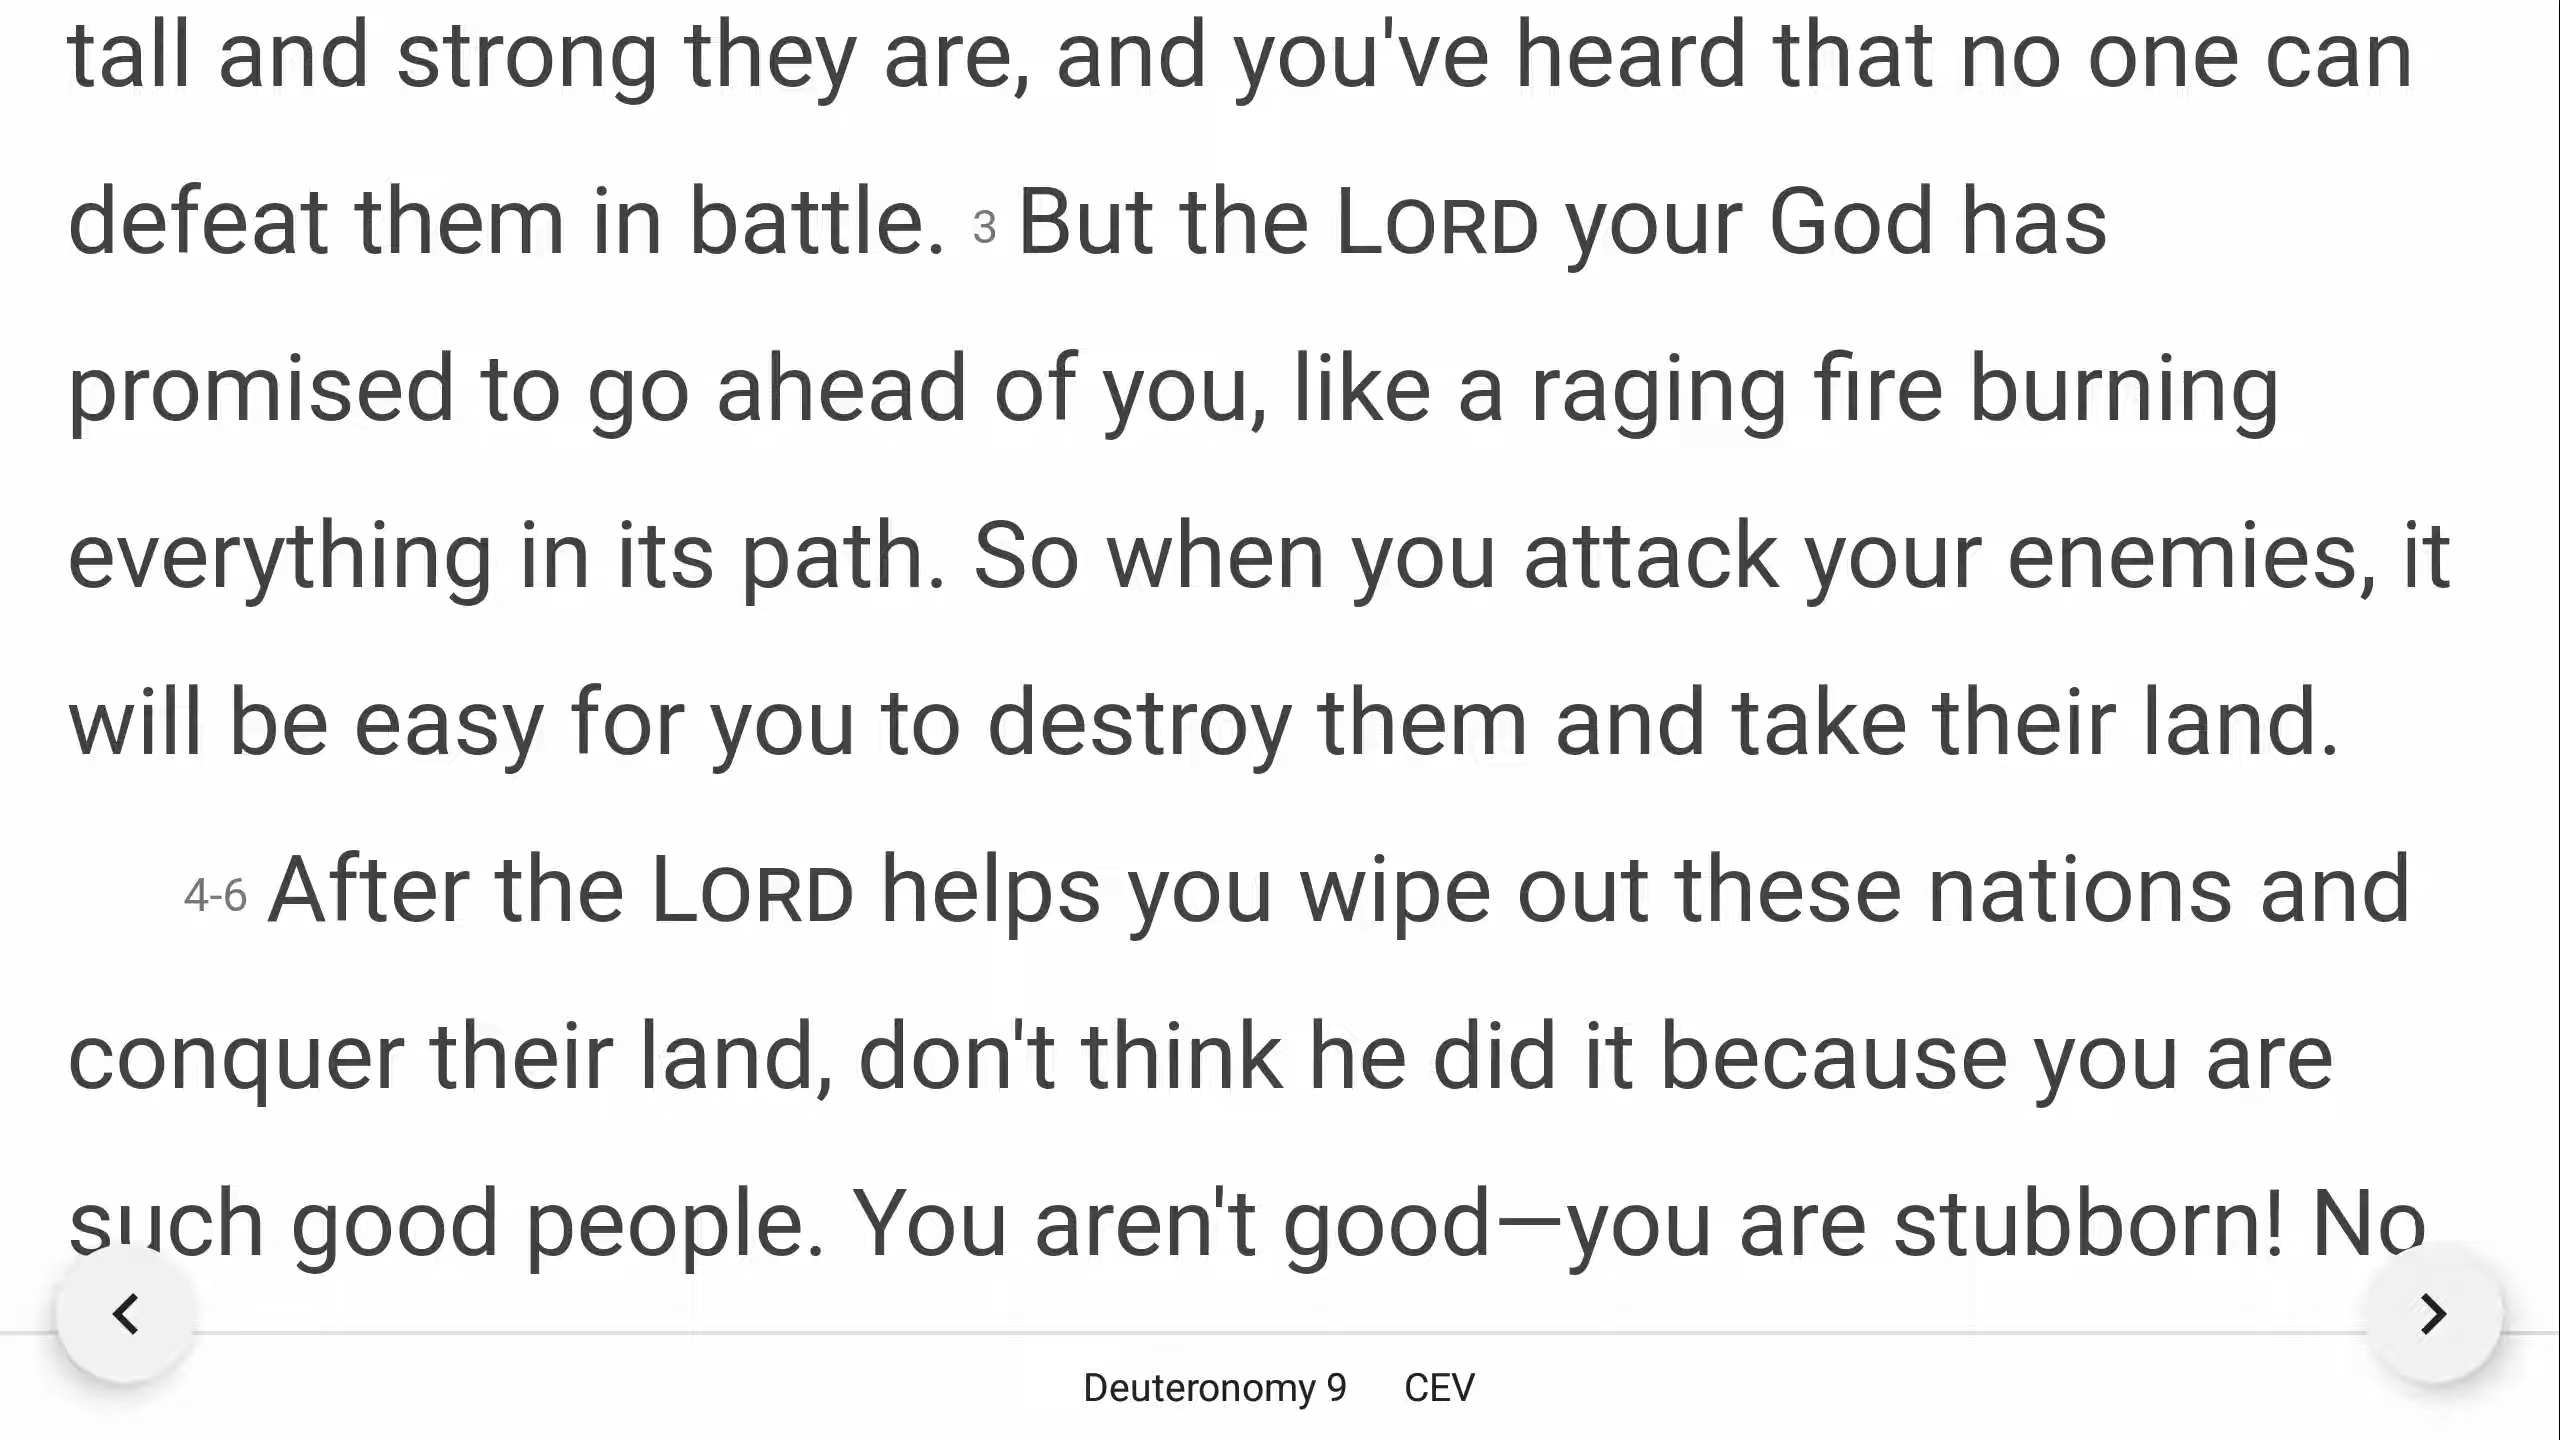 tall and strong they are, and you've heard that no one can
defeat them in battle. 3 But the LORD your God has
promised to go ahead of you, like a raging fire burning
everything in its path. So when you attack your enemies, it
will be easy for you to destroy them and take their land.
4-6 After the LORD helps you wipe out these nations and
conquer their land, don't think he did it because you are
such good people. You aren't good—you are stubborn! No
Deuteronomy 9 CEV